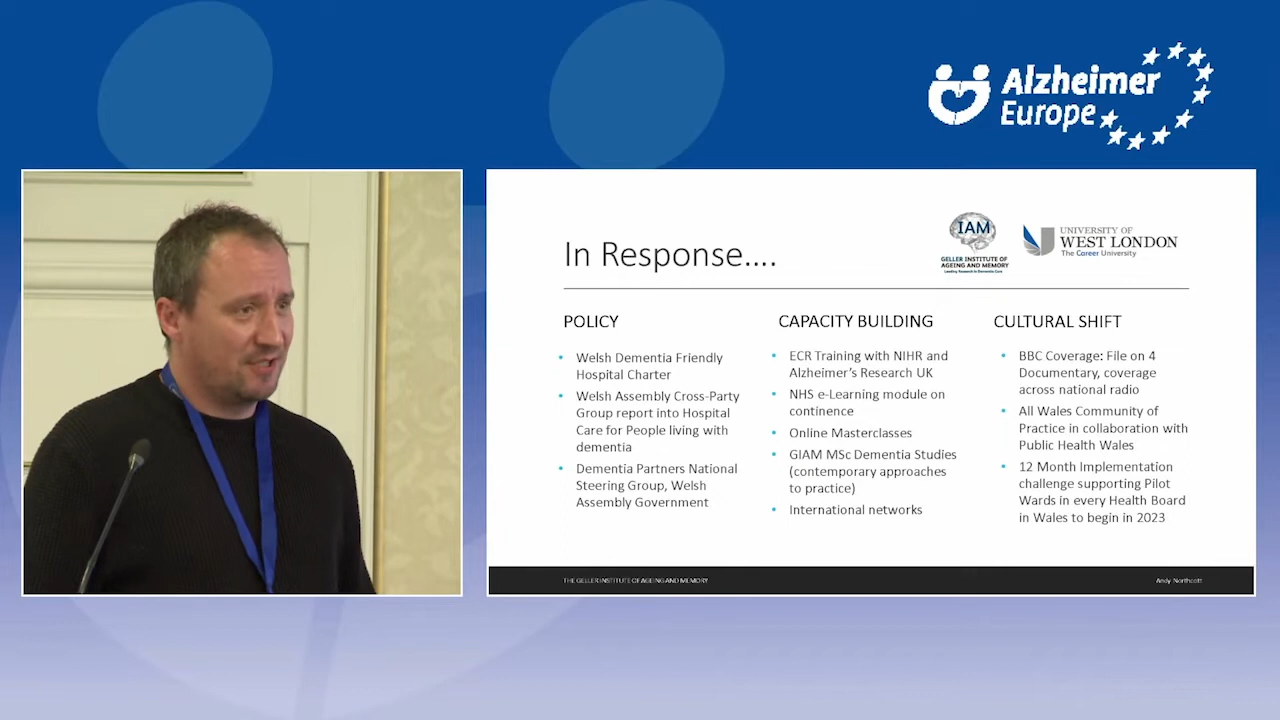 Alzheimer
Europe
In Response....
IAM
GELLER INSTITUTE OF
AGEING AND MEMORY
Leading Research in Dementia Care
UNIVERSITY OF
WEST LONDON
The Career University
POLICY
• Welsh Dementia Friendly
Hospital Charter
• Welsh Assembly Cross-Party
Group report into Hospital
Care for People living with
dementia
• Dementia Partners National
Steering Group, Welsh
Assembly Government
CAPACITY BUILDING
• ECR Training with NIHR and
Alzheimer's Research UK
• NHS e-Learning module on
continence
• Online Masterclasses
• GIAM MSc Dementia Studies
(contemporary approaches
to practice)
• International networks
CULTURAL SHIFT
• BBC Coverage: File on 4
Documentary, coverage
across national radio
• All Wales Community of
Practice in collaboration with
Public Health Wales
• 12 Month Implementation
challenge supporting Pilot
Wards in every Health Board
in Wales to begin in 2023
THE GELLER INSTITUTE OF AGEING AND MEMORY
Andy Northcott